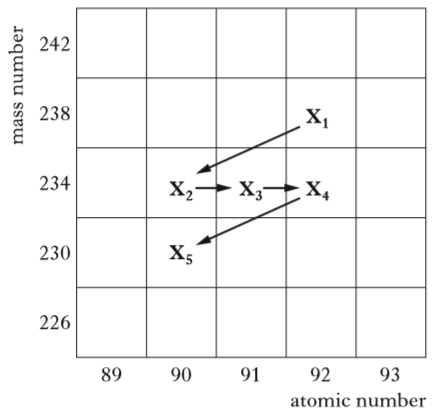 mass number
242
238
234
230
226
X1
X2 X3 X4
X5
89 90 91 92 93
atomic number